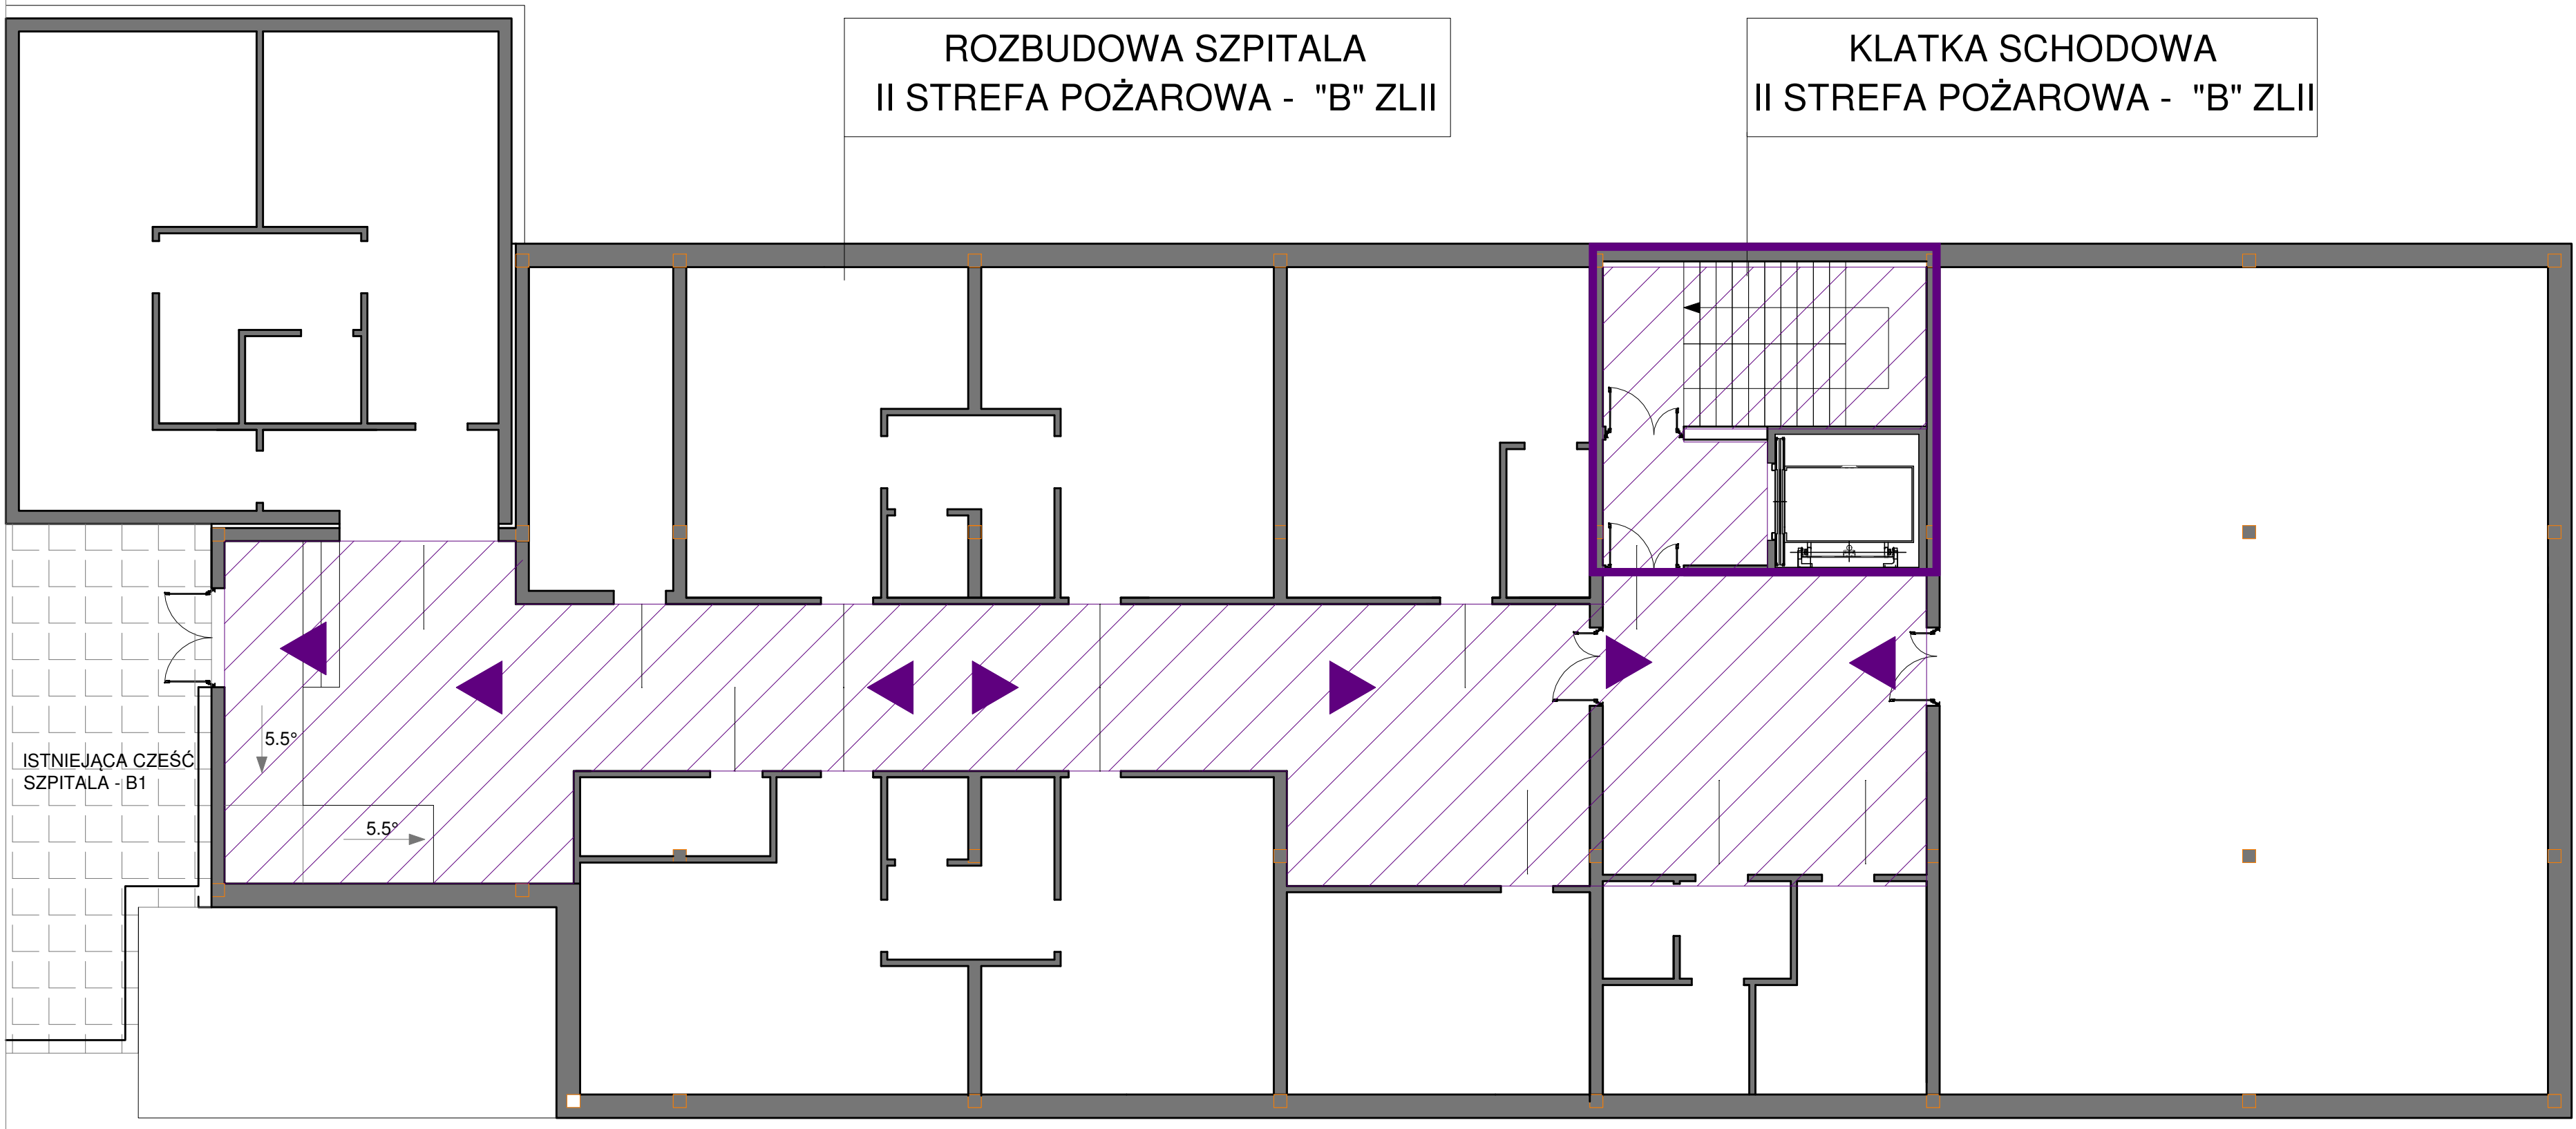 ROZBUDOWA SZPITALA
II STREFA POŻAROWA - "B" ZLII
KLATKA SCHODOWA
II STREFA POŻAROWA - "B" ZLII
5.5°
ISTNIEJĄCA CZEŚĆ
SZPITALA - B1
5.5°